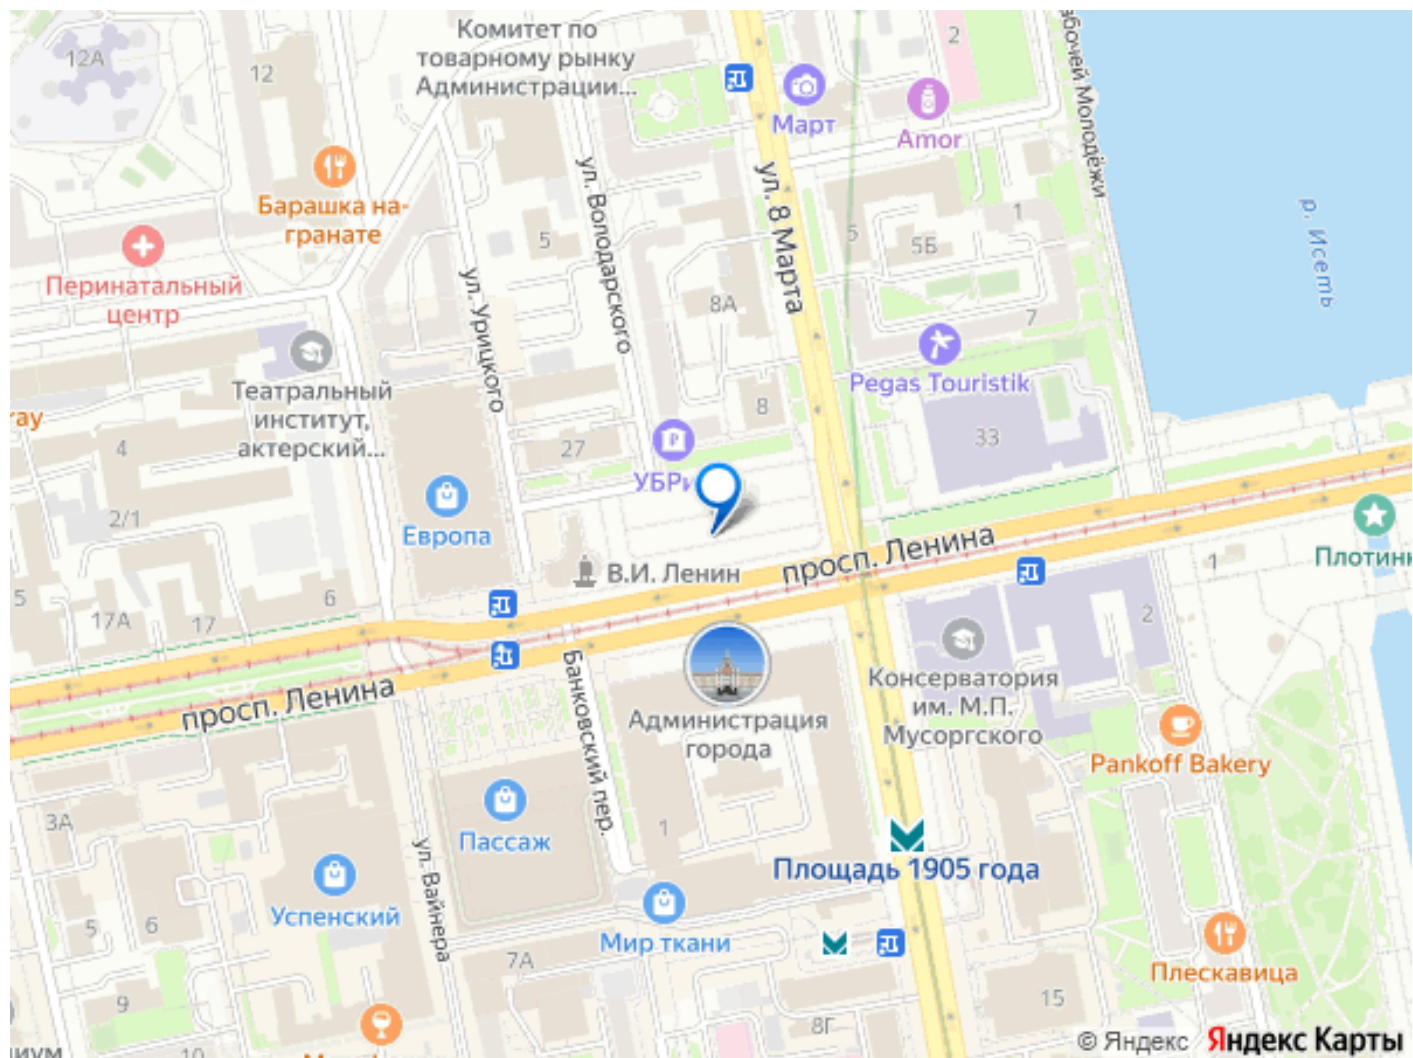 12А
12
Комитет по
товарному рынку
Администрации...
2
Март
Amor
ул. 8 Марта
ул. Володарского
Барашка на-
гранате
5
5
5Б
1
р. Исеть
Перинатальный
центр
ул. Урицкого
8А
7
Pegas Touristik
Театральный
институт,
актерский...
ray
4
27
8
33
2/1
Европа
В.И. Ленин
просп. Ленина
1
5
17А
17
6
2
просп. Ленина
Банковский пер.
Администрация
города
Консерватория
им. М.П.
Мусоргского
Pankoff Bakery
3А
Пассаж
1
Площадь 1905 года
ул. Вайнера
Успенский
5
6
Мир ткани
7А
Плескавица
9
8Г
15
10
© Яндекс Яндекс Карты